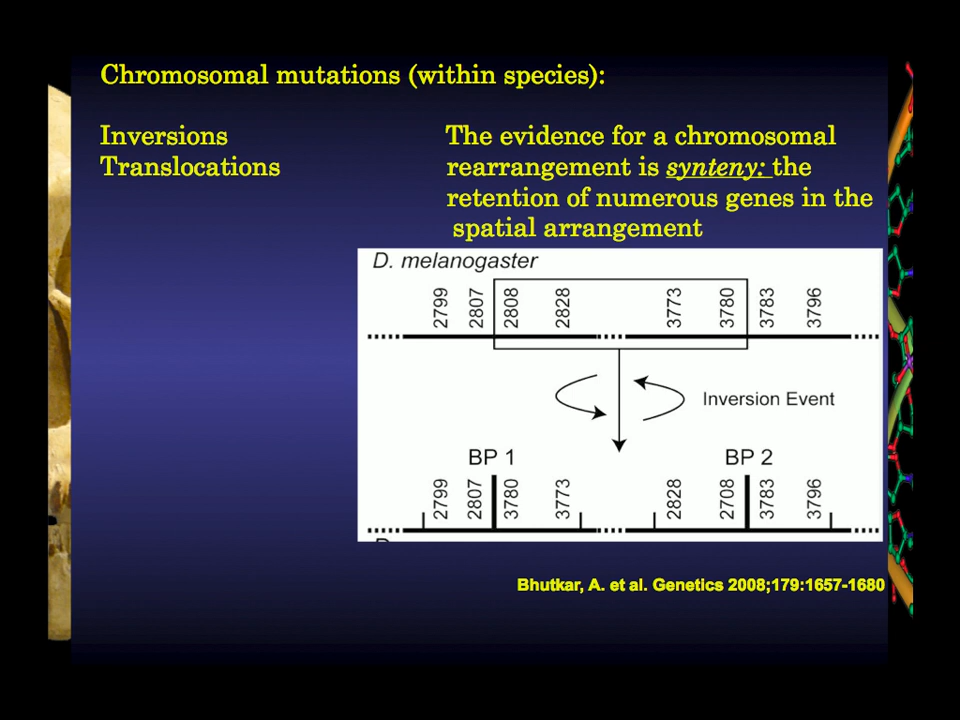 Chromosomal mutations (within species):
Inversions
Translocations
The evidence for a chromosomal
rearrangement is synteny: the
retention of numerous genes in the
spatial arrangement
D. melanogaster
2799 2807 2808 2828 3773 3780 3783 3796
Inversion Event
BP 1 BP 2
2799 2807 3780 3773 2828 2708 3783 3796
Bhutkar, A. et al. Genetics 2008;179:1657-1680